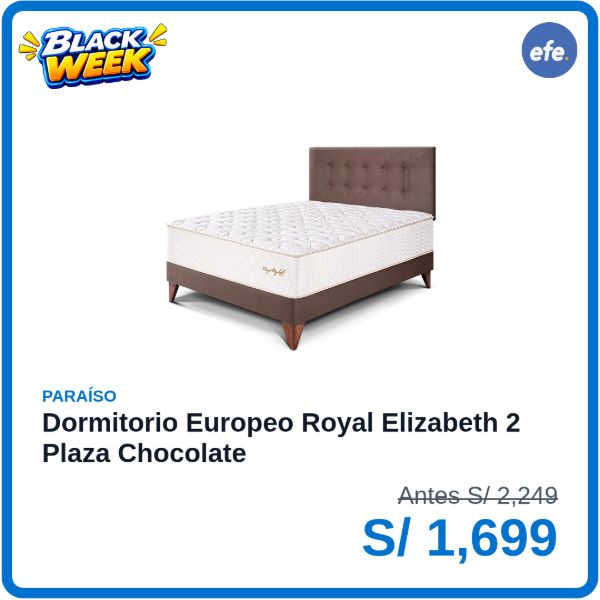 BLACK
WEEK
efe.
PARAÍSO
Dormitorio Europeo Royal Elizabeth 2
Plaza Chocolate
Antes S/ 2,249
S/ 1,699